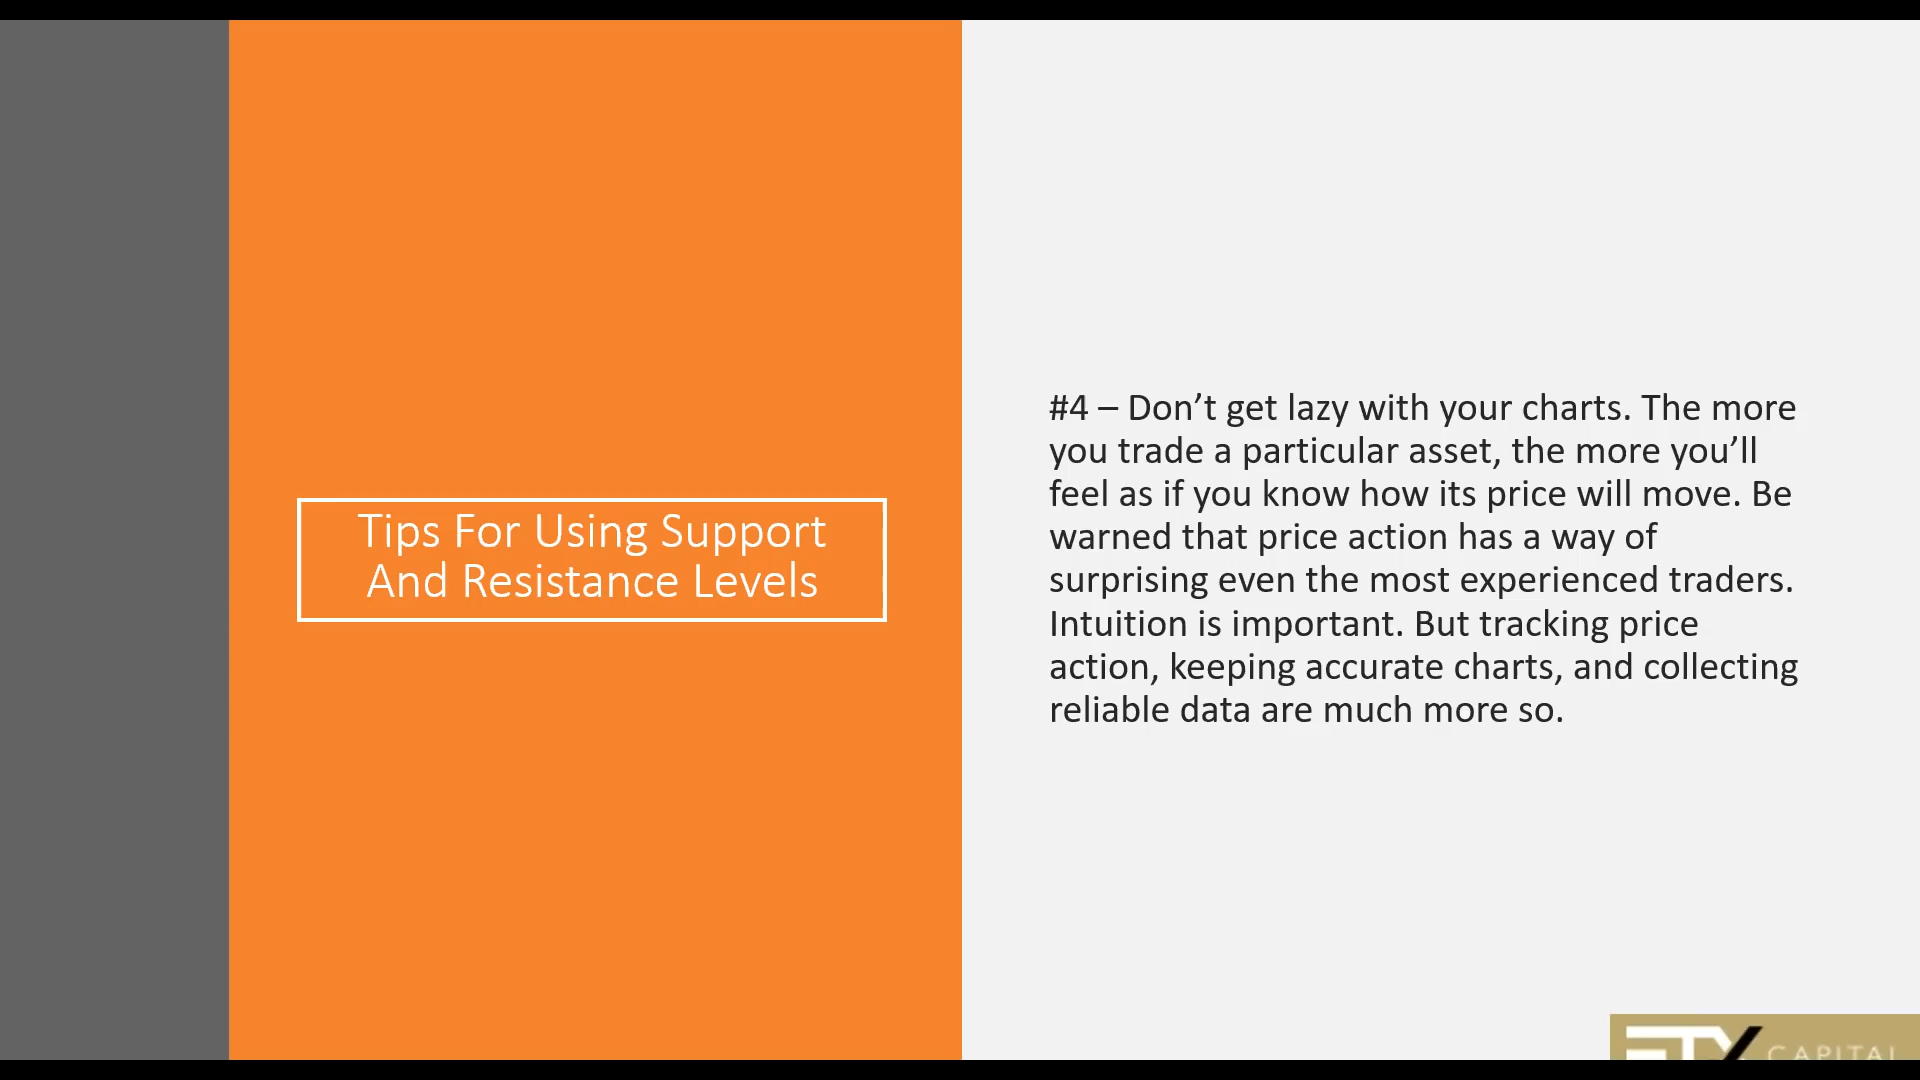 Tips For Using Support
And Resistance Levels
#4 – Don’t get lazy with your charts. The more
you trade a particular asset, the more you’ll
feel as if you know how its price will move. Be
warned that price action has a way of
surprising even the most experienced traders.
Intuition is important. But tracking price
action, keeping accurate charts, and collecting
reliable data are much more so.
ETX CAPITAL